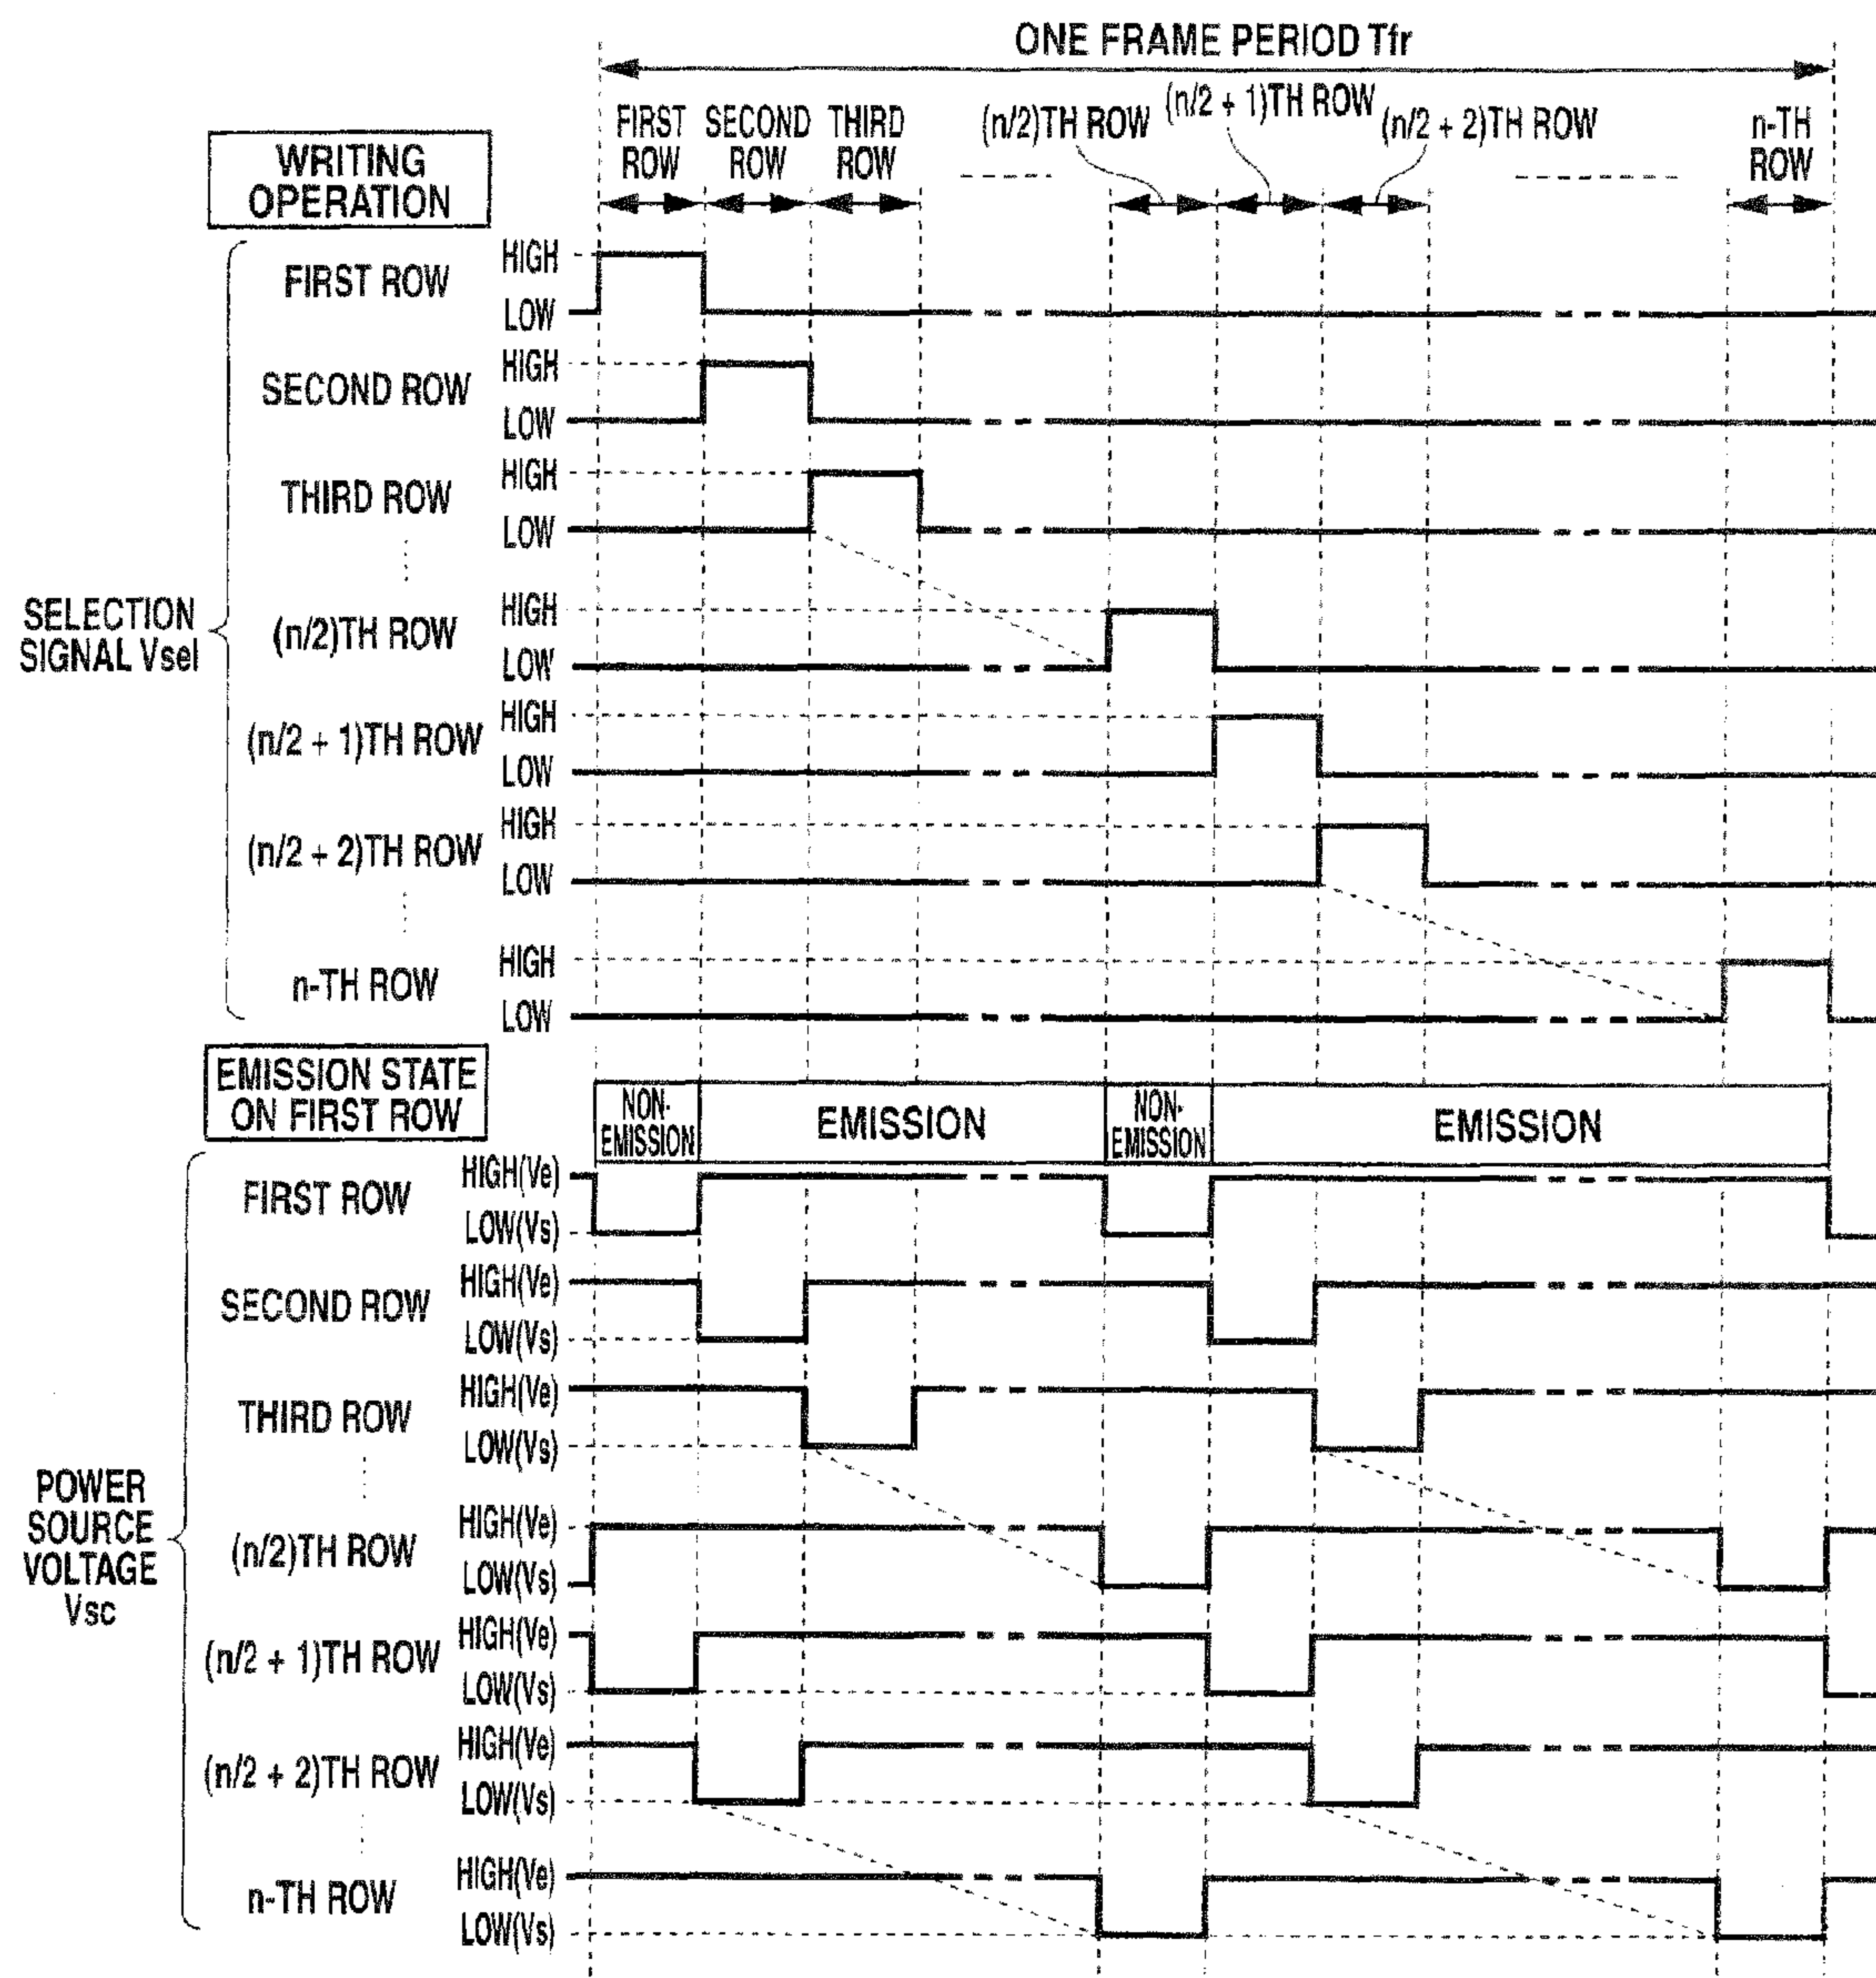 ONE FRAME PERIOD Tfr
FIRST ROW
SECOND ROW
THIRD ROW
(n/2)TH ROW
(n/2 + 1)TH ROW
(n/2 + 2)TH ROW
n-TH ROW
WRITING
OPERATION
SELECTION
SIGNAL Vsel
FIRST ROW
HIGH
LOW
SECOND ROW
HIGH
LOW
THIRD ROW
HIGH
LOW
(n/2)TH ROW
HIGH
LOW
(n/2 + 1)TH ROW
HIGH
LOW
(n/2 + 2)TH ROW
HIGH
LOW
n-TH ROW
HIGH
LOW
EMISSION STATE
ON FIRST ROW
NON-
EMISSION
EMISSION
NON-
EMISSION
EMISSION
POWER
SOURCE
VOLTAGE
Vsc
FIRST ROW
HIGH(Ve)
LOW(Vs)
SECOND ROW
HIGH(Ve)
LOW(Vs)
THIRD ROW
HIGH(Ve)
LOW(Vs)
(n/2)TH ROW
HIGH(Ve)
LOW(Vs)
(n/2 + 1)TH ROW
HIGH(Ve)
LOW(Vs)
(n/2 + 2)TH ROW
HIGH(Ve)
LOW(Vs)
n-TH ROW
HIGH(Ve)
LOW(Vs)